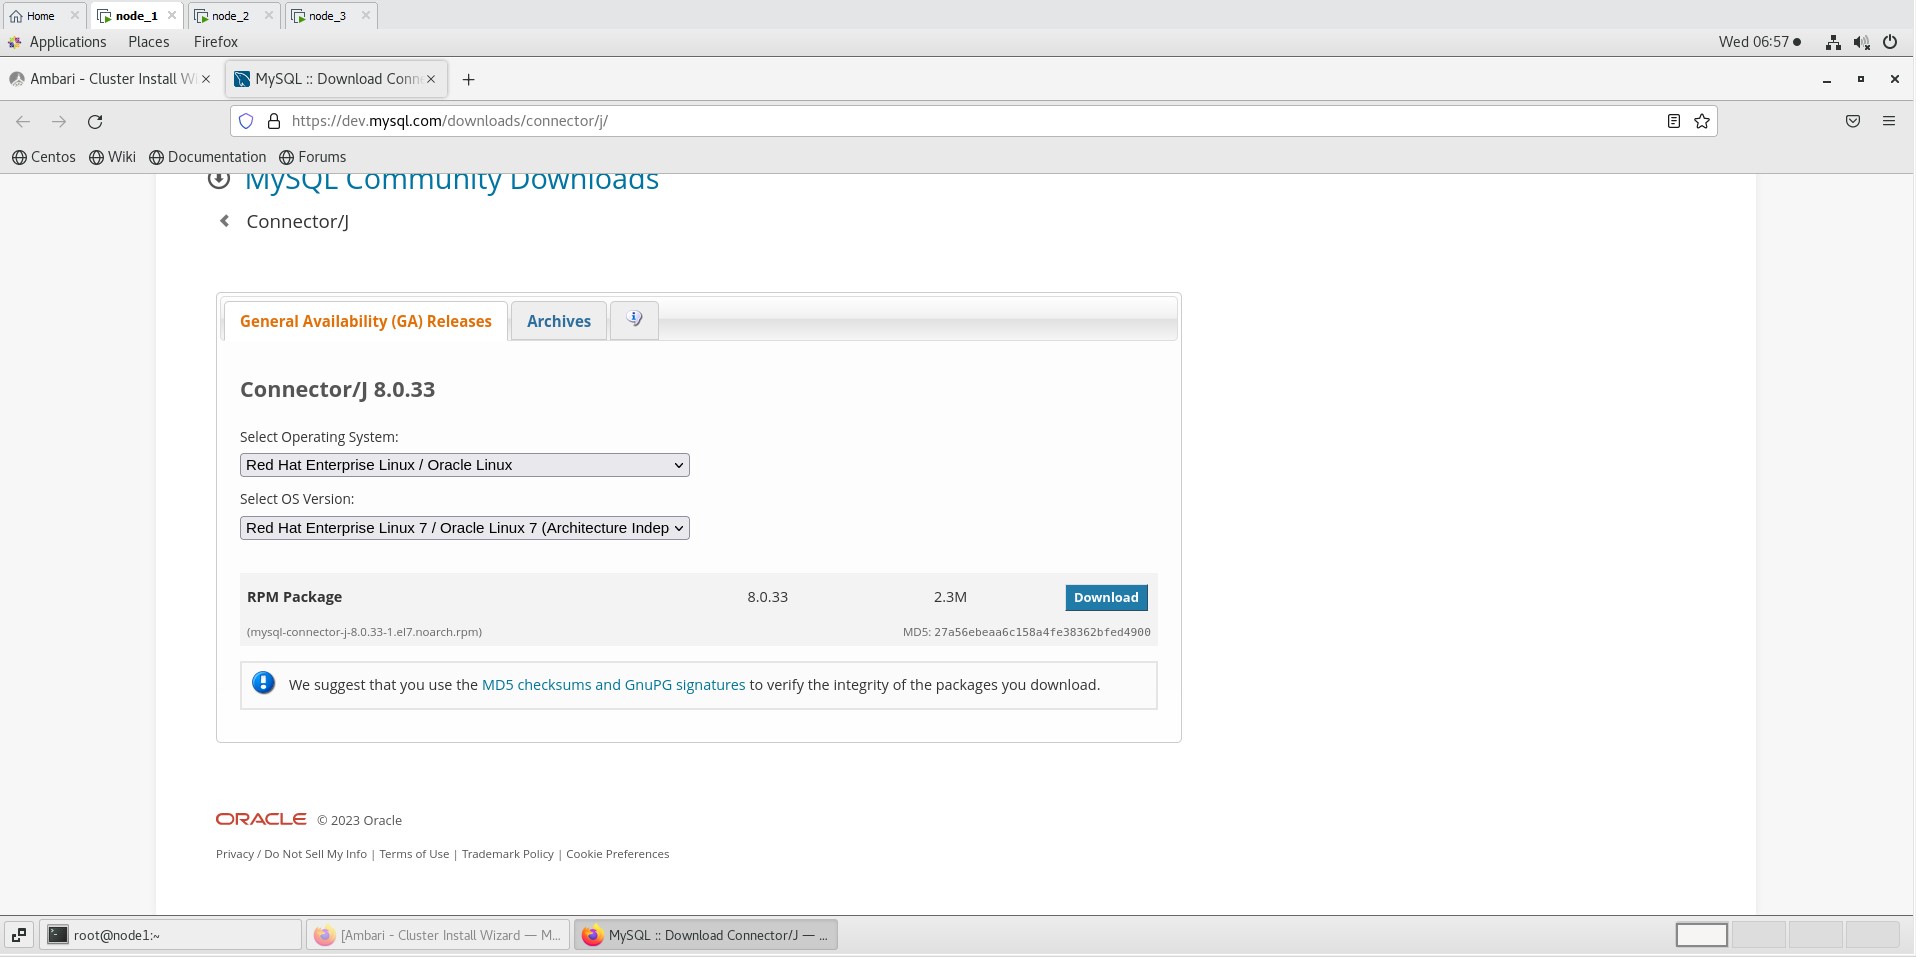 Home
node_1
node_2
node_3
Applications Places Firefox Wed 06:57
Ambari - Cluster Install Wi
MySQL :: Download Conne
https://dev.mysql.com/downloads/connector/j/
Centos Wiki Documentation Forums
MySQL Community Downloads
Connector/J
General Availability (GA) Releases Archives
Connector/J 8.0.33
Select Operating System:
Red Hat Enterprise Linux / Oracle Linux
Select OS Version:
Red Hat Enterprise Linux 7 / Oracle Linux 7 (Architecture Indep
RPM Package 8.0.33 2.3M Download
(mysql-connector-j-8.0.33-1.el7.noarch.rpm) MD5: 27a56ebeaa6c158a4fe38362bfed4900
We suggest that you use the MD5 checksums and GnuPG signatures to verify the integrity of the packages you download.
ORACLE © 2023 Oracle
Privacy / Do Not Sell My Info | Terms of Use | Trademark Policy | Cookie Preferences
root@node1:~
[Ambari - Cluster Install Wizard — M...
MySQL :: Download Connector/J — ...